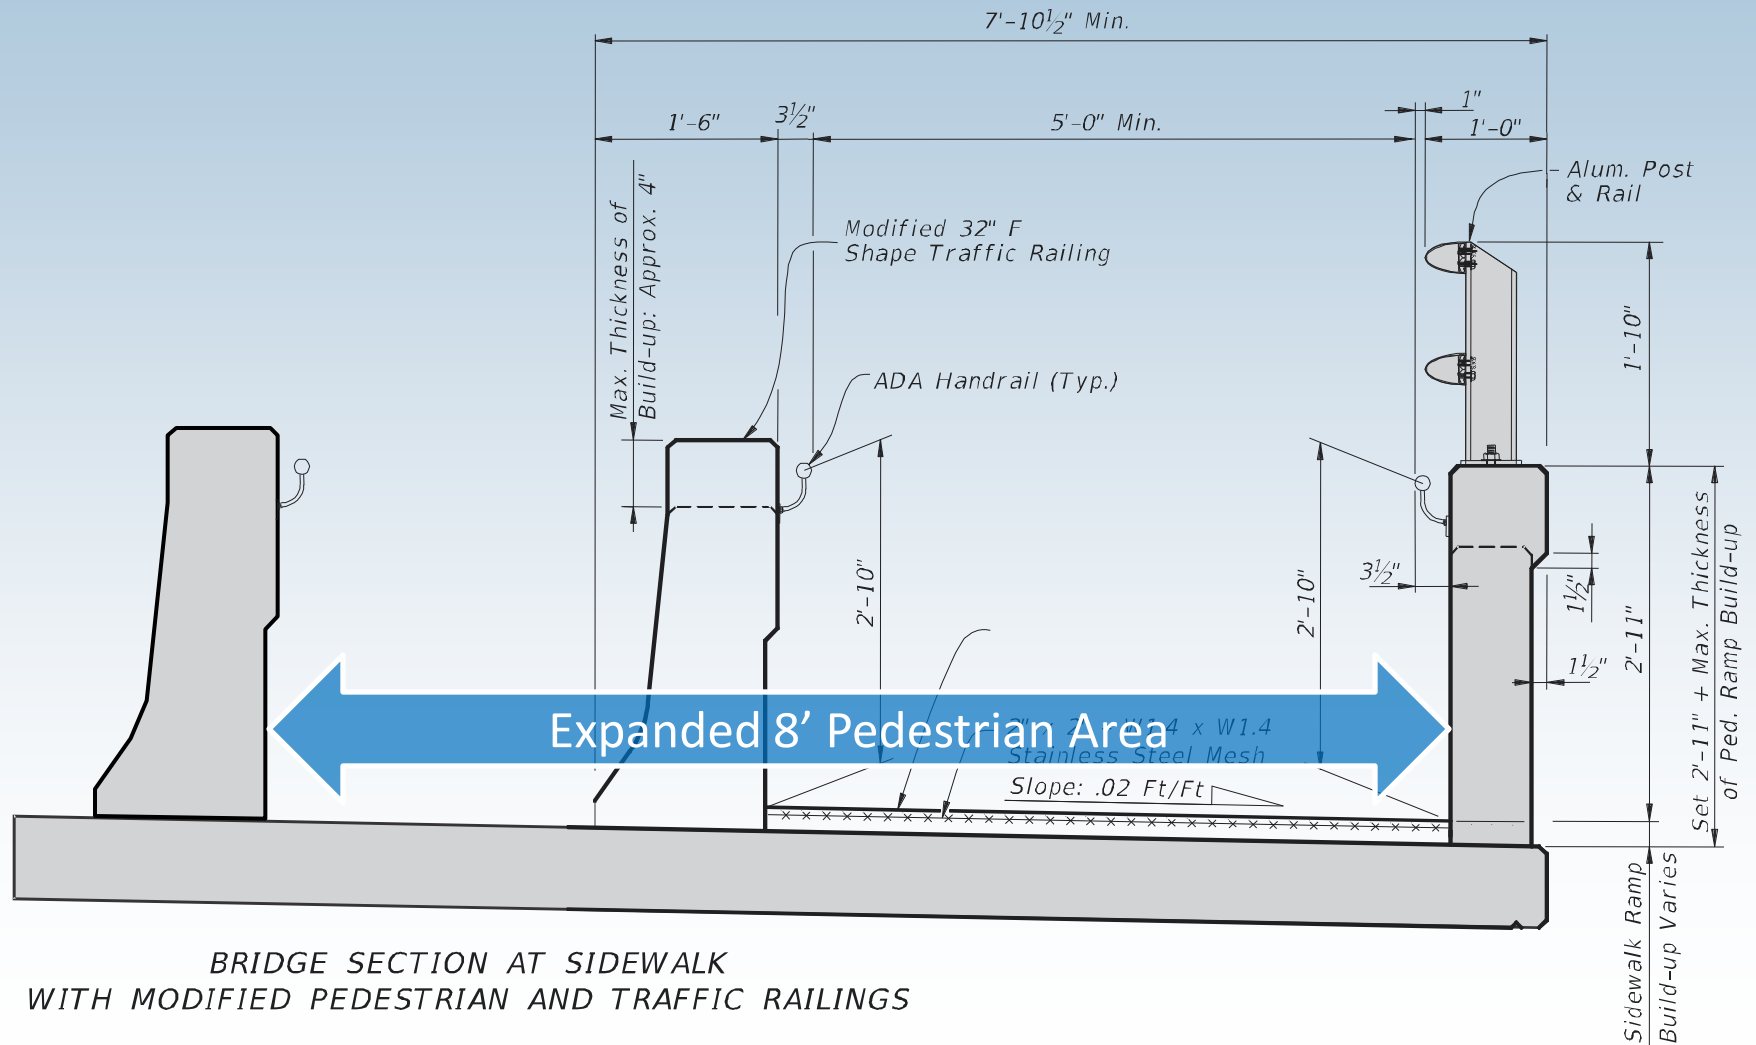 7'-10½" Min.
1'-6"
3½"
5'-0" Min.
1"
1'-0"
Alum. Post
& Rail
Max. Thickness of
Build-up: Approx. 4"
Modified 32" F
Shape Traffic Railing
ADA Handrail (Typ.)
1'-10"
2'-10"
2'-10"
3½"
1½"
1½"
2'-11"
Set 2'-11" + Max. Thickness
of Ped. Ramp Build-up
Expanded 8’ Pedestrian Area
W1.4 x W1.4
Stainless Steel Mesh
Slope: .02 Ft/Ft
Sidewalk Ramp
Build-up Varies
BRIDGE SECTION AT SIDEWALK
WITH MODIFIED PEDESTRIAN AND TRAFFIC RAILINGS